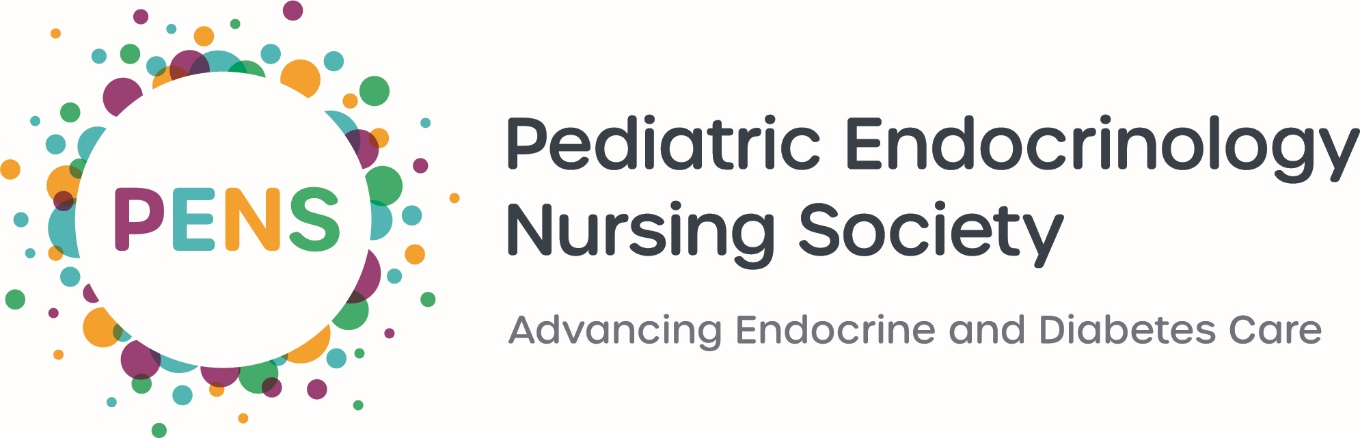 PENS
Pediatric Endocrinology
Nursing Society
Advancing Endocrine and Diabetes Care